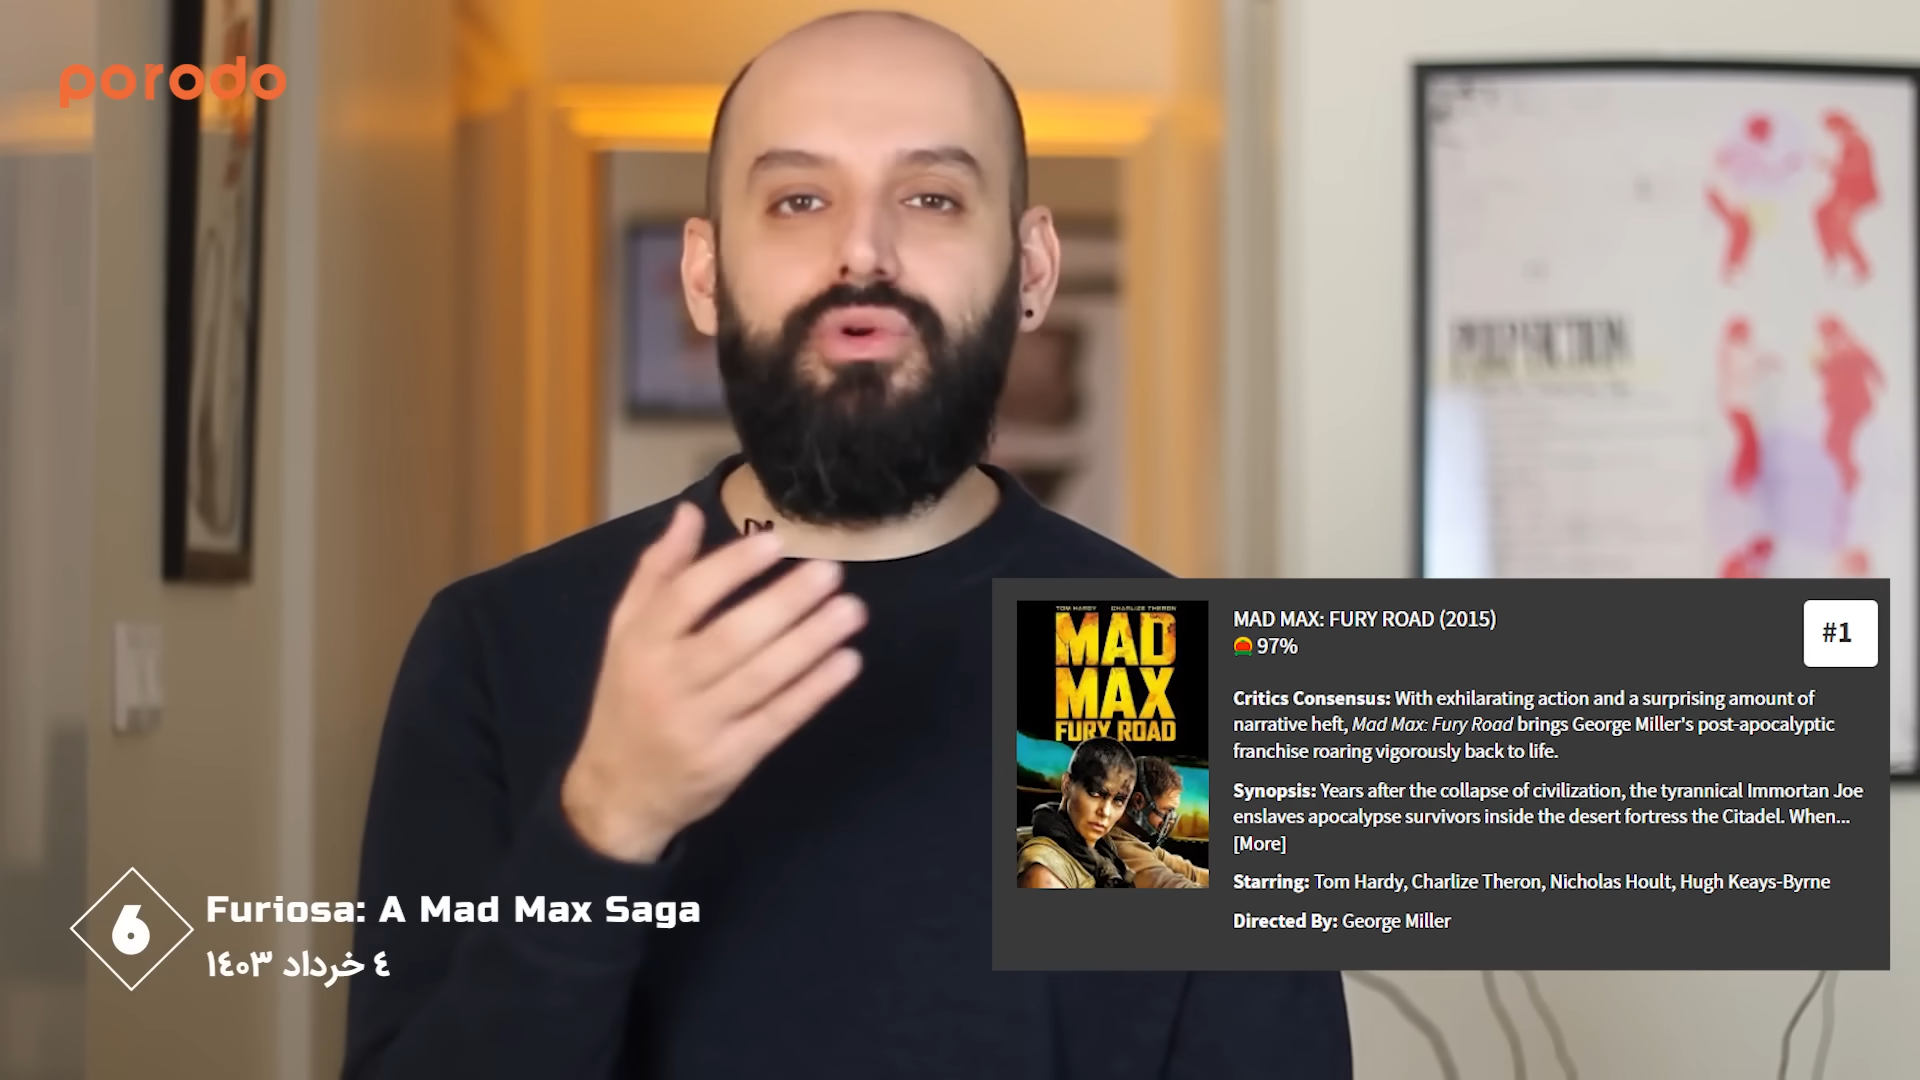 porodo
PULP FICTION
TOM HARDY CHARLIZE THERON
MAD
MAX
FURY ROAD
MAD MAX: FURY ROAD (2015)
97%
#1
Critics Consensus: With exhilarating action and a surprising amount of
narrative heft, Mad Max: Fury Road brings George Miller's post-apocalyptic
franchise roaring vigorously back to life.
Synopsis: Years after the collapse of civilization, the tyrannical Immortan Joe
enslaves apocalypse survivors inside the desert fortress the Citadel. When...
[More]
Starring: Tom Hardy, Charlize Theron, Nicholas Hoult, Hugh Keays-Byrne
Directed By: George Miller
6
Furiosa: A Mad Max Saga
٤ خرداد ۱٤۰۳